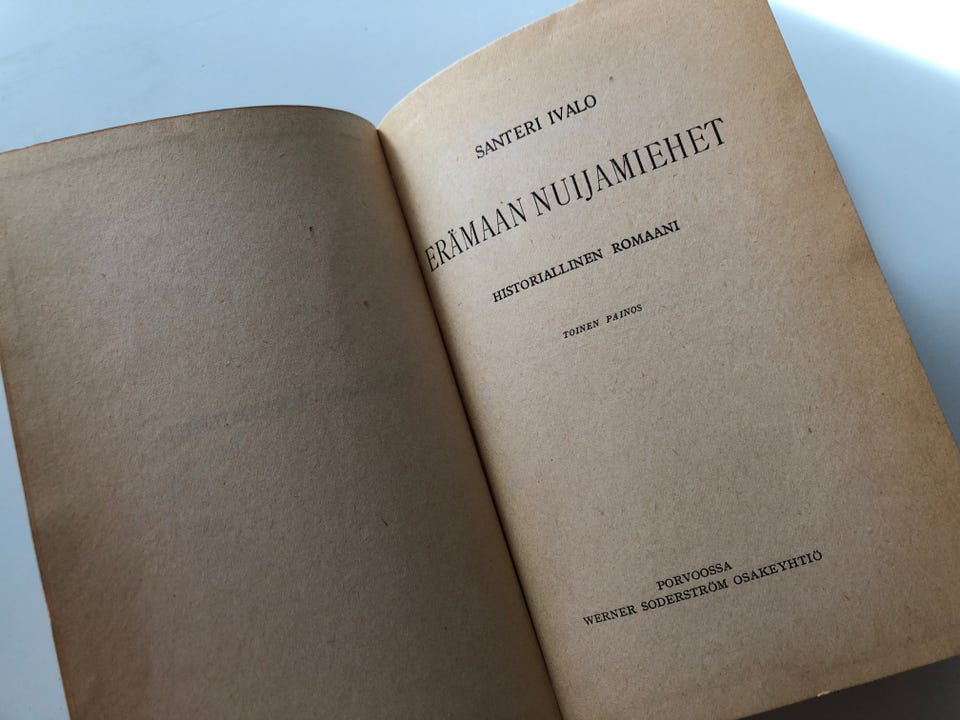 SANTERI IVALO
ERÄMAAN NUIJAMIEHET
HISTORIALLINEN ROMAANI
TOINEN PAINOS
PORVOOSSA
WERNER SODERSTRÖM OSAKEYHTIÖ